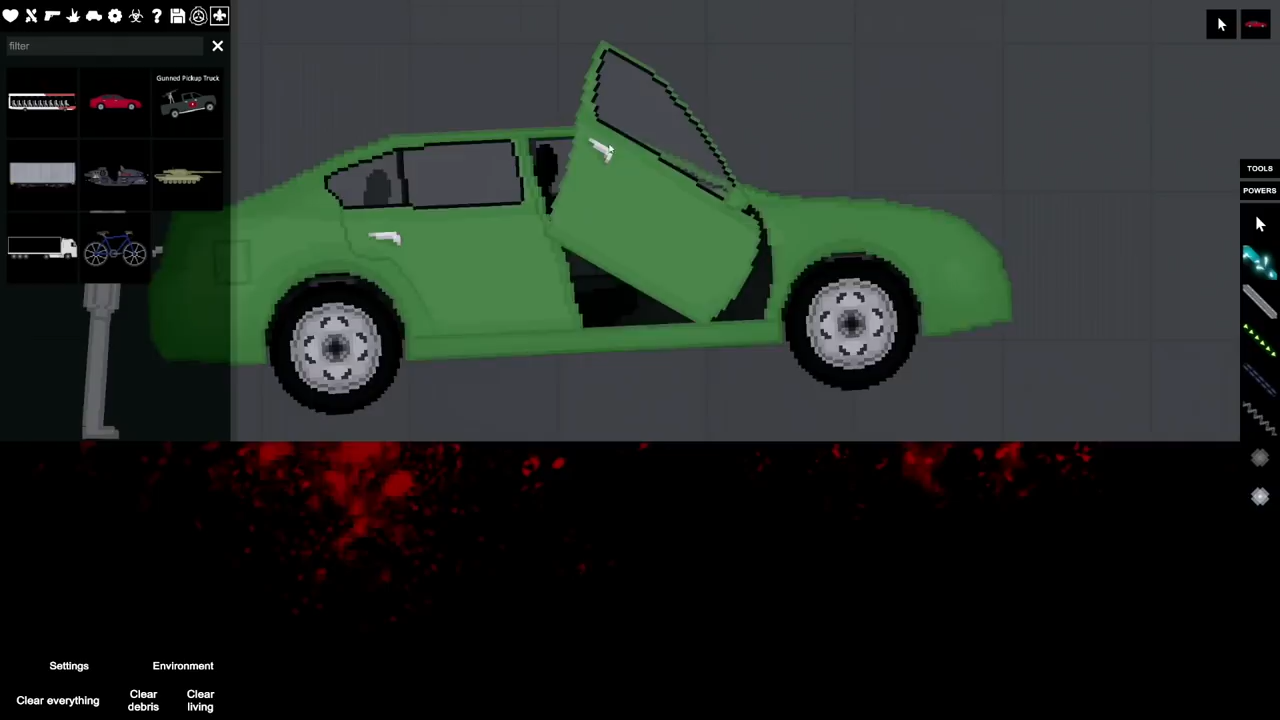 filter
Gunned Pickup Truck
TOOLS
POWERS
Settings
Environment
Clear everything
Clear
debris
Clear
living